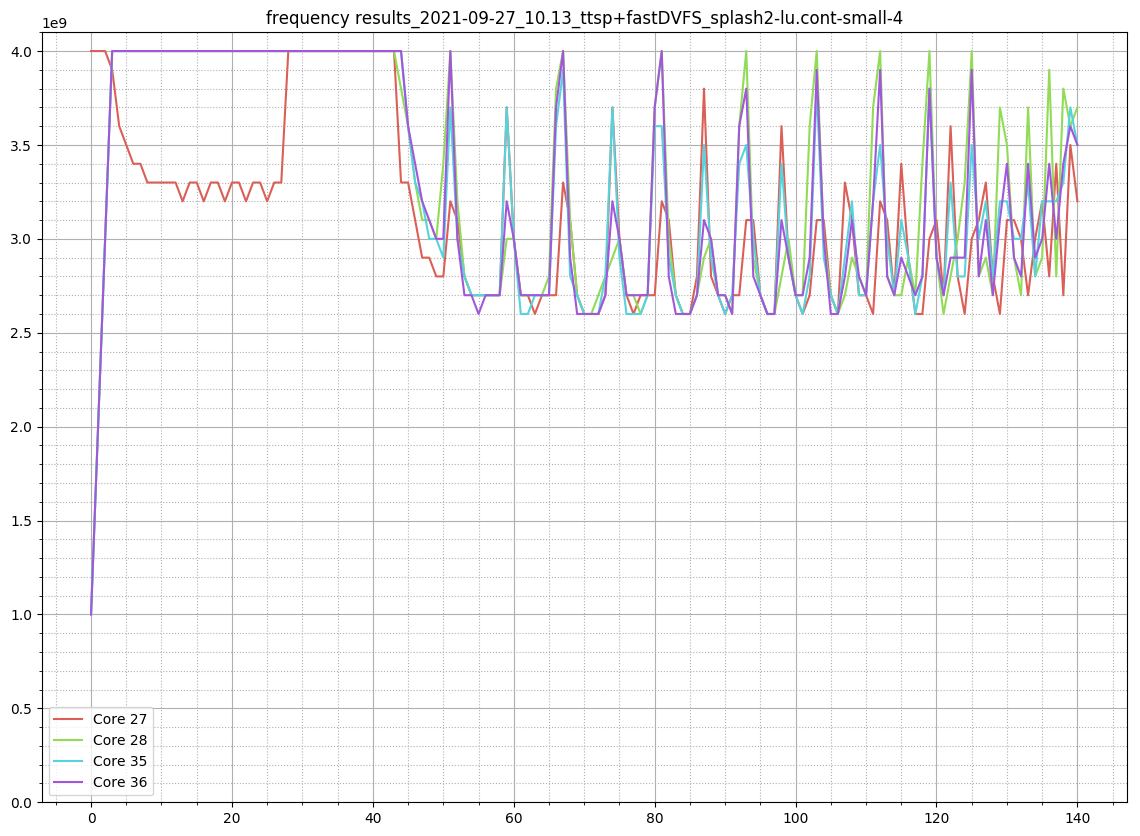 frequency results_2021-09-27_10.13_ttsp+fastDVFS_splash2-lu.cont-small-4
1e9
4.0
3.5
3.0
2.5
2.0
1.5
1.0
0.5
0.0
Core 27
Core 28
Core 35
Core 36
0 20 40 60 80 100 120 140